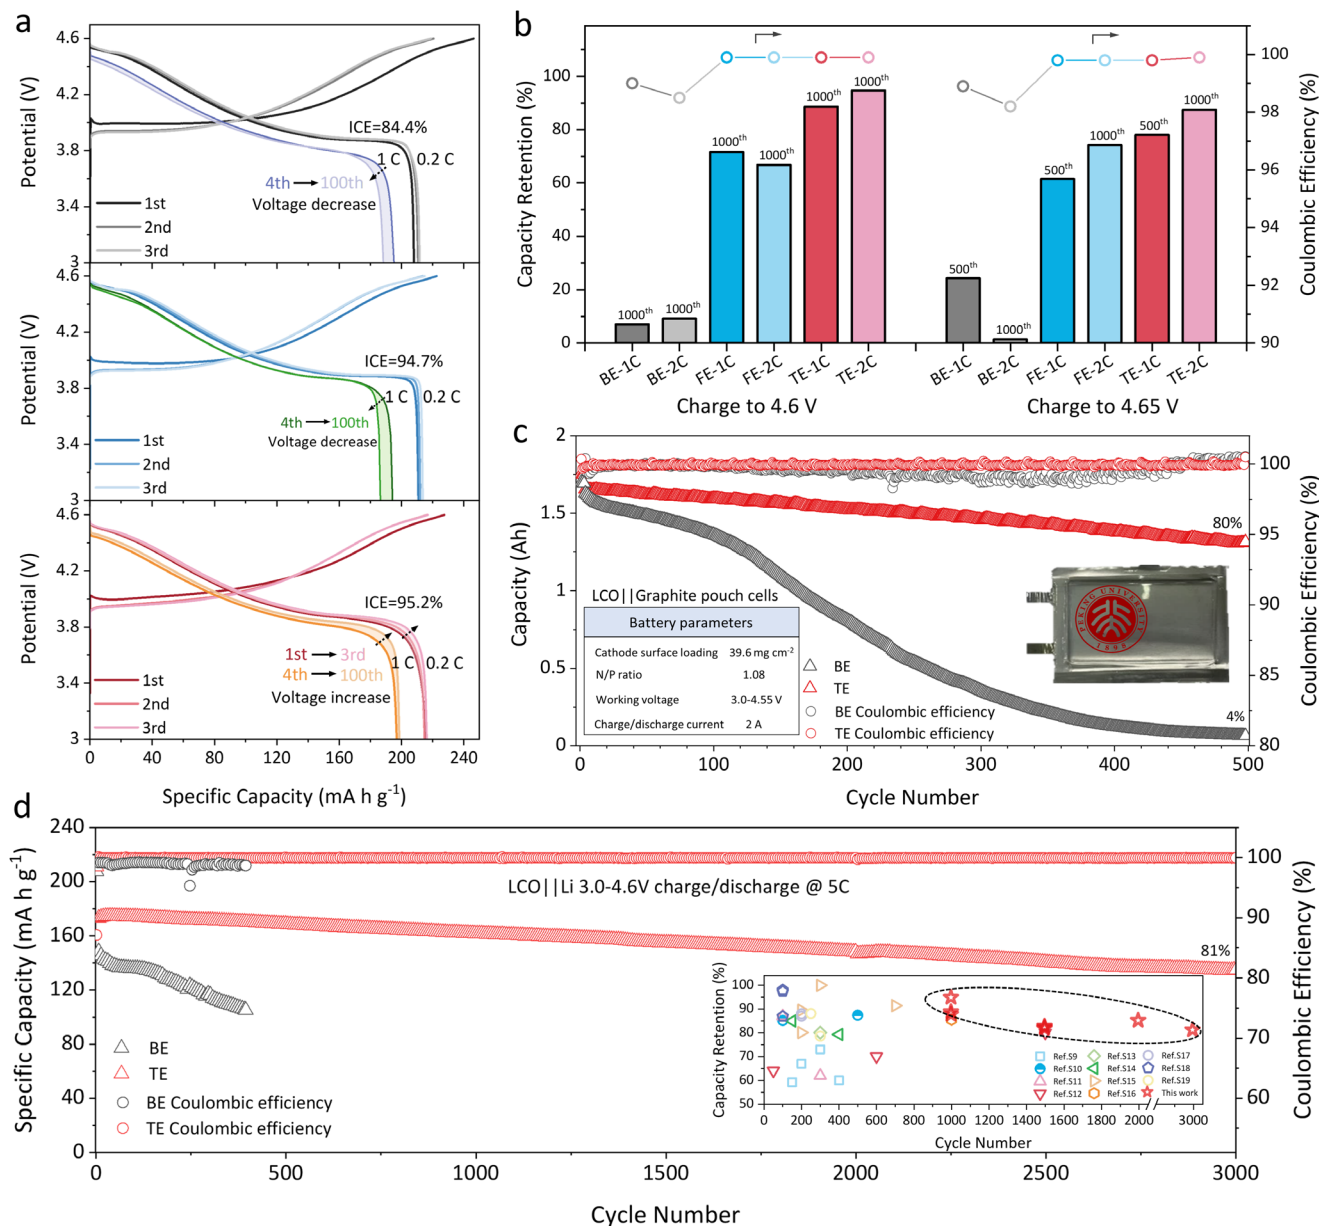 a
4.6
4.2
3.8
3.4
3
Potential (V)
ICE=84.4%
1 C
0.2 C
4th → 100th
Voltage decrease
1st
2nd
3rd
4.6
4.2
3.8
3.4
3
Potential (V)
ICE=94.7%
1 C
0.2 C
4th → 100th
Voltage decrease
1st
2nd
3rd
4.6
4.2
3.8
3.4
3
Potential (V)
ICE=95.2%
1st → 3rd
4th → 100th
Voltage increase
1 C
0.2 C
1st
2nd
3rd
0 40 80 120 160 200 240
Specific Capacity (mA h g⁻¹)
b
100
80
60
40
20
0
Capacity Retention (%)
1000th 1000th 1000th 1000th 1000th 1000th
500th 1000th 500th 1000th 500th 1000th
100
98
96
94
92
90
Coulombic Efficiency (%)
BE-1C BE-2C FE-1C FE-2C TE-1C TE-2C
BE-1C BE-2C FE-1C FE-2C TE-1C TE-2C
Charge to 4.6 V
Charge to 4.65 V
c
2
1.5
1
0.5
0
Capacity (Ah)
80%
4%
LCO||Graphite pouch cells
Battery parameters
Cathode surface loading 39.6 mg cm⁻²
N/P ratio 1.08
Working voltage 3.0-4.55 V
Charge/discharge current 2 A
BE
TE
BE Coulombic efficiency
TE Coulombic efficiency
PEKING UNIVERSITY
1898
100
95
90
85
80
Coulombic Efficiency (%)
0 100 200 300 400 500
Cycle Number
d
240
200
160
120
80
40
0
Specific Capacity (mA h g⁻¹)
LCO||Li 3.0-4.6V charge/discharge @ 5C
81%
BE
TE
BE Coulombic efficiency
TE Coulombic efficiency
100
95
90
85
80
70
60
50
Capacity Retention (%)
Ref.S9 Ref.S13 Ref.S17
Ref.S10 Ref.S14 Ref.S18
Ref.S11 Ref.S15 Ref.S19
Ref.S12 Ref.S16 This work
0 200 400 600 800 1000 1200 1400 1600 2000 3000
Cycle Number
100
90
80
70
60
Coulombic Efficiency (%)
0 500 1000 1500 2000 2500 3000
Cycle Number